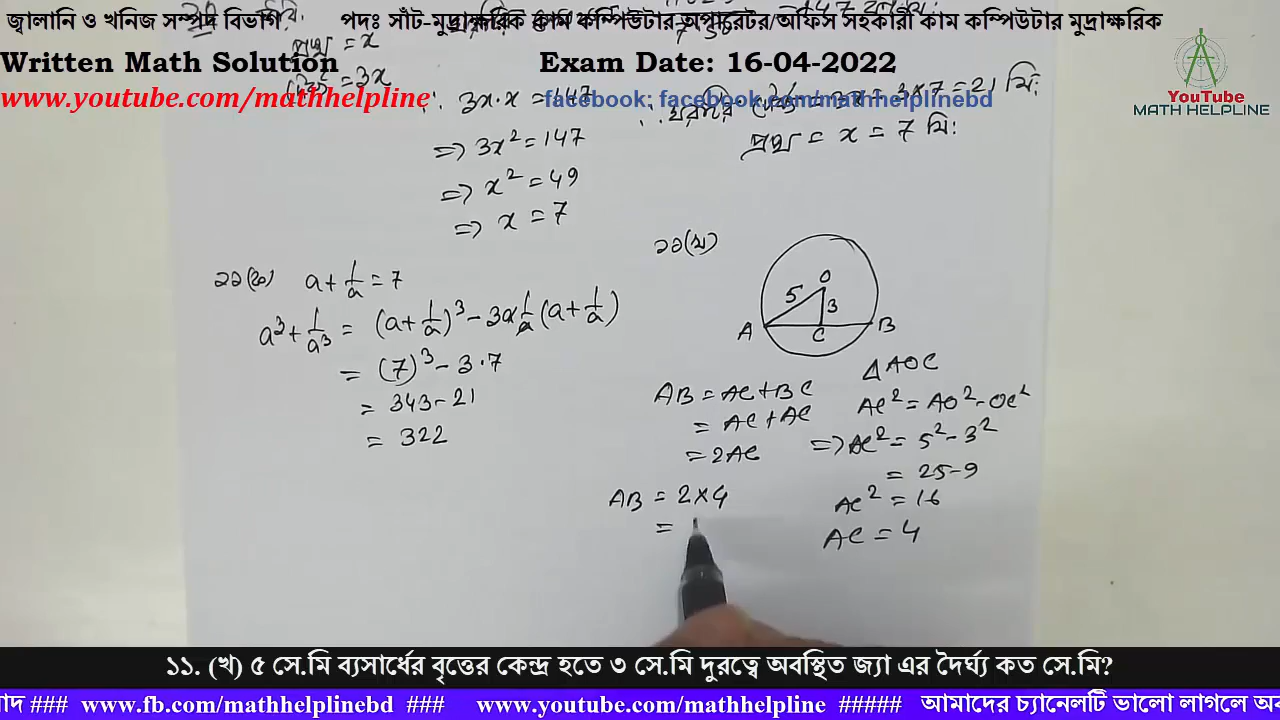 জ্বালানি ও খনিজ সম্পদ বিভাগ পদঃ সাঁট-মুদ্রাক্ষরিক কাম কম্পিউটার অপারেটর/অফিস সহকারী কাম কম্পিউটার মুদ্রাক্ষরিক
Written Math Solution Exam Date: 16-04-2022
www.youtube.com/mathhelpline facebook: facebook.com/mathhelplinebd
YouTube
MATH HELPLINE
প্রস্থ = x
= 3x
∴ 3x·x = 147
=> 3x² = 147
=> x² = 49
=> x = 7
= 3x = 3x7 = 21 মি:
প্রস্থ = x = 7 মি:
১১(ক) a + 1/a = 7
a³ + 1/a³ = (a + 1/a)³ - 3a 1/a (a + 1/a)
= (7)³ - 3·7
= 343 - 21
= 322
১১(খ)
O
5 3
A C B
AB = AC + BC
= AC + AC
= 2AC
AB = 2×4
=
ΔAOC
AC² = AO² - OC²
=> AC² = 5² - 3²
= 25 - 9
AC² = 16
AC = 4
১১. (খ) ৫ সে.মি ব্যসার্ধের বৃত্তের কেন্দ্র হতে ৩ সে.মি দুরত্বে অবস্থিত জ্যা এর দৈর্ঘ্য কত সে.মি?
াদ ### www.fb.com/mathhelplinebd ### www.youtube.com/mathhelpline ##### আমাদের চ্যানেলটি ভালো লাগলে অব